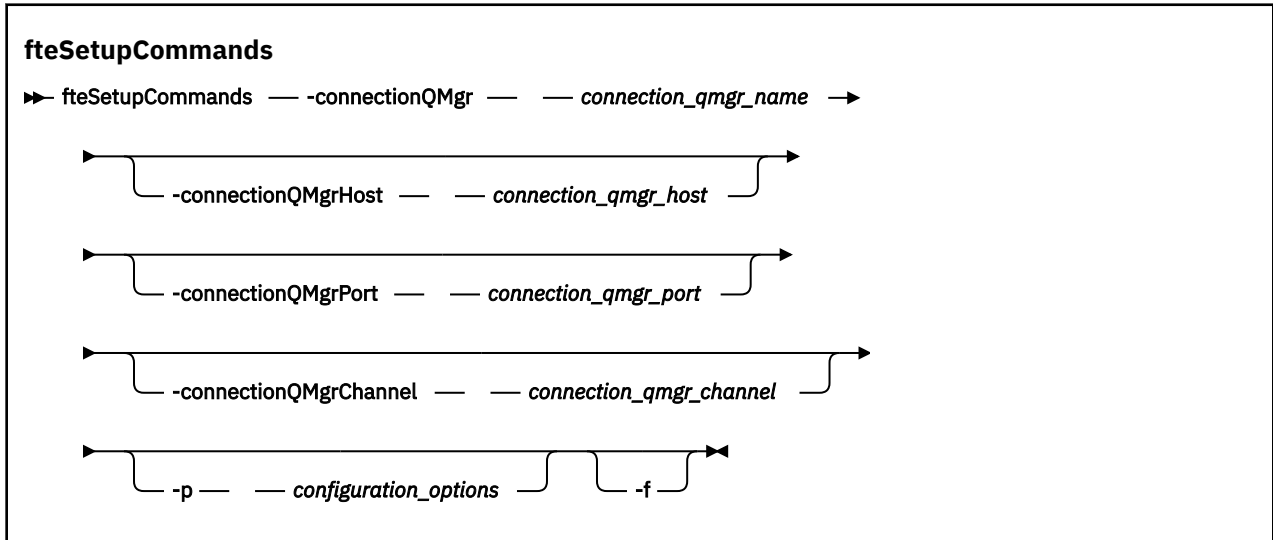 fteSetupCommands
fteSetupCommands -connectionQMgr connection_qmgr_name
-connectionQMgrHost connection_qmgr_host
-connectionQMgrPort connection_qmgr_port
-connectionQMgrChannel connection_qmgr_channel
-p configuration_options -f